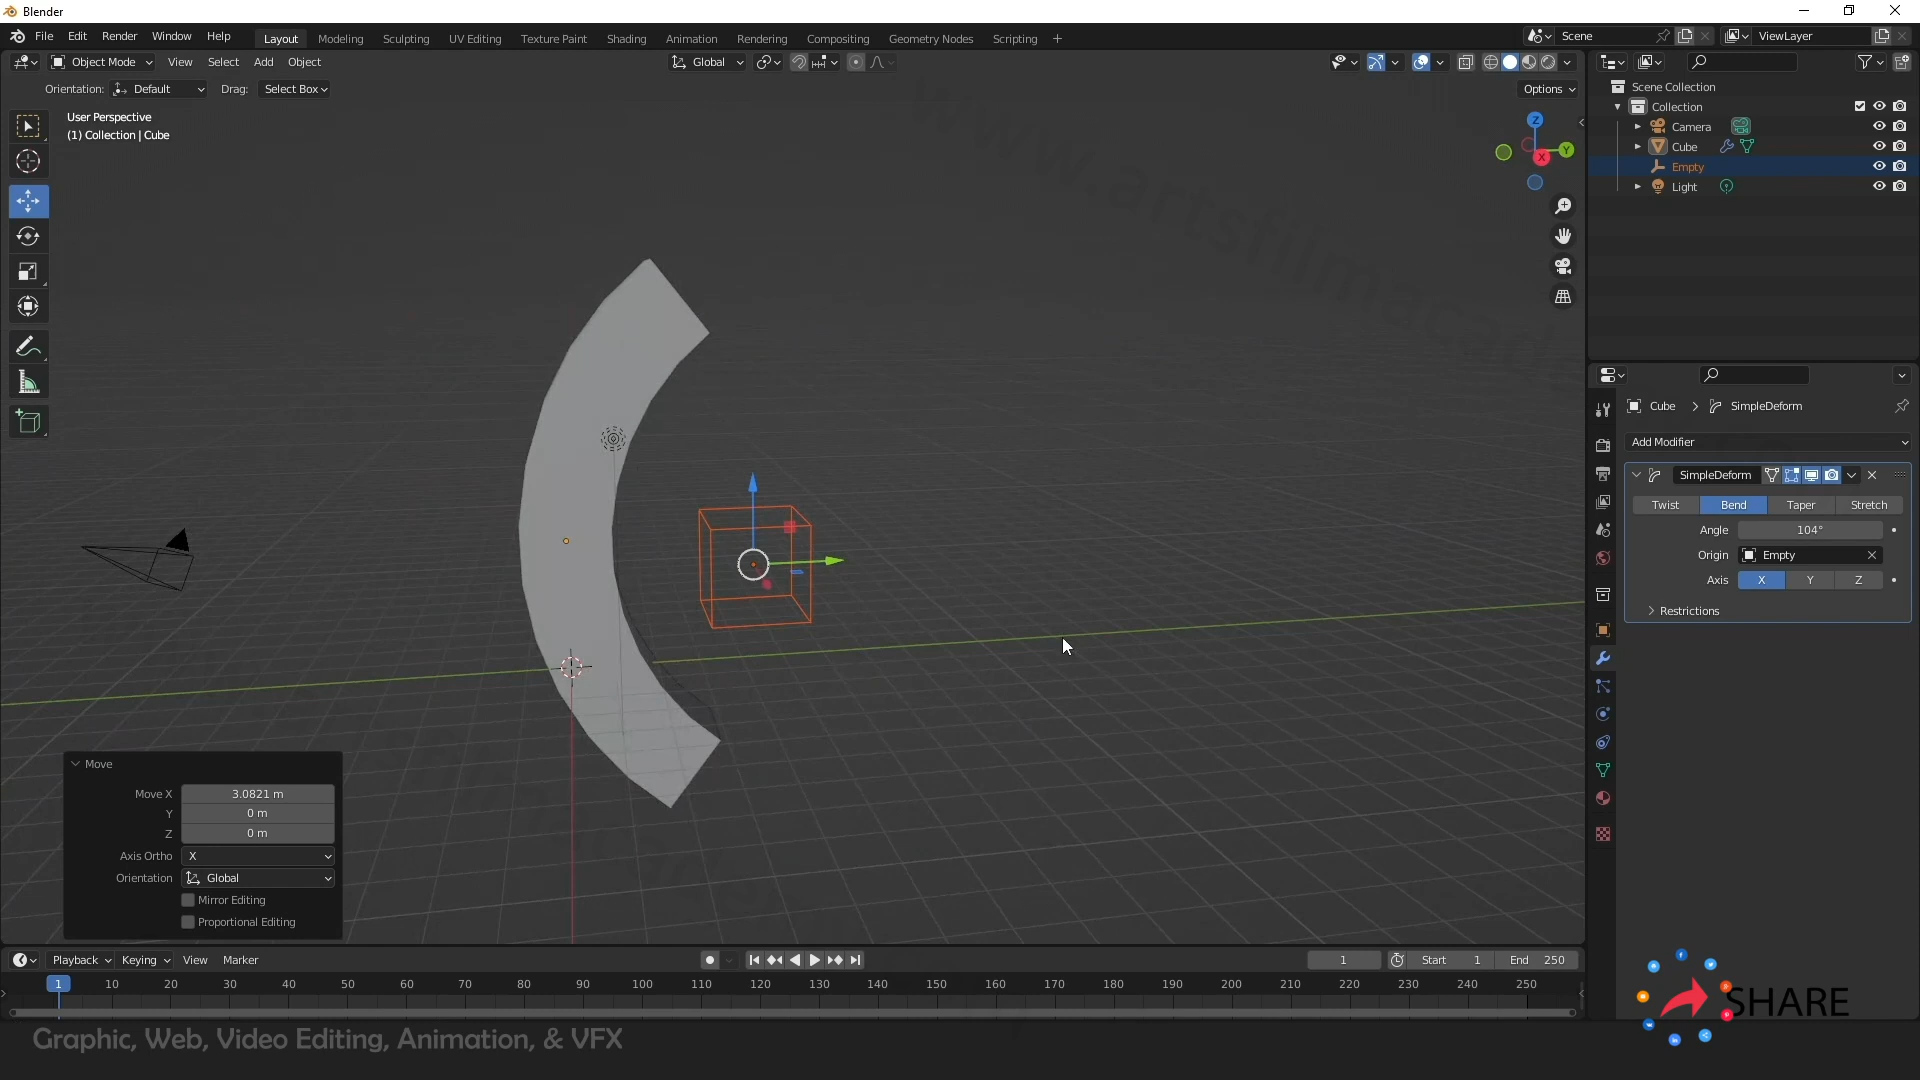 Blender
File Edit Render Window Help Layout Modeling Sculpting UV Editing Texture Paint Shading Animation Rendering Compositing Geometry Nodes Scripting + Scene ViewLayer
Object Mode View Select Add Object Global
Orientation: Default Drag: Select Box Options
User Perspective
(1) Collection | Cube
Z
Y
X
Scene Collection
Collection
Camera
Cube
Empty
Light
Cube > SimpleDeform
Add Modifier
SimpleDeform
Twist Bend Taper Stretch
Angle 104°
Origin Empty
Axis X Y Z
Restrictions
Move
Move X 3.0821 m
Y 0 m
Z 0 m
Axis Ortho X
Orientation Global
Mirror Editing
Proportional Editing
Playback Keying View Marker 1 Start 1 End 250
1 10 20 30 40 50 60 70 80 90 100 110 120 130 140 150 160 170 180 190 200 210 220 230 240 250
SHARE
Graphic, Web, Video Editing, Animation, & VFX